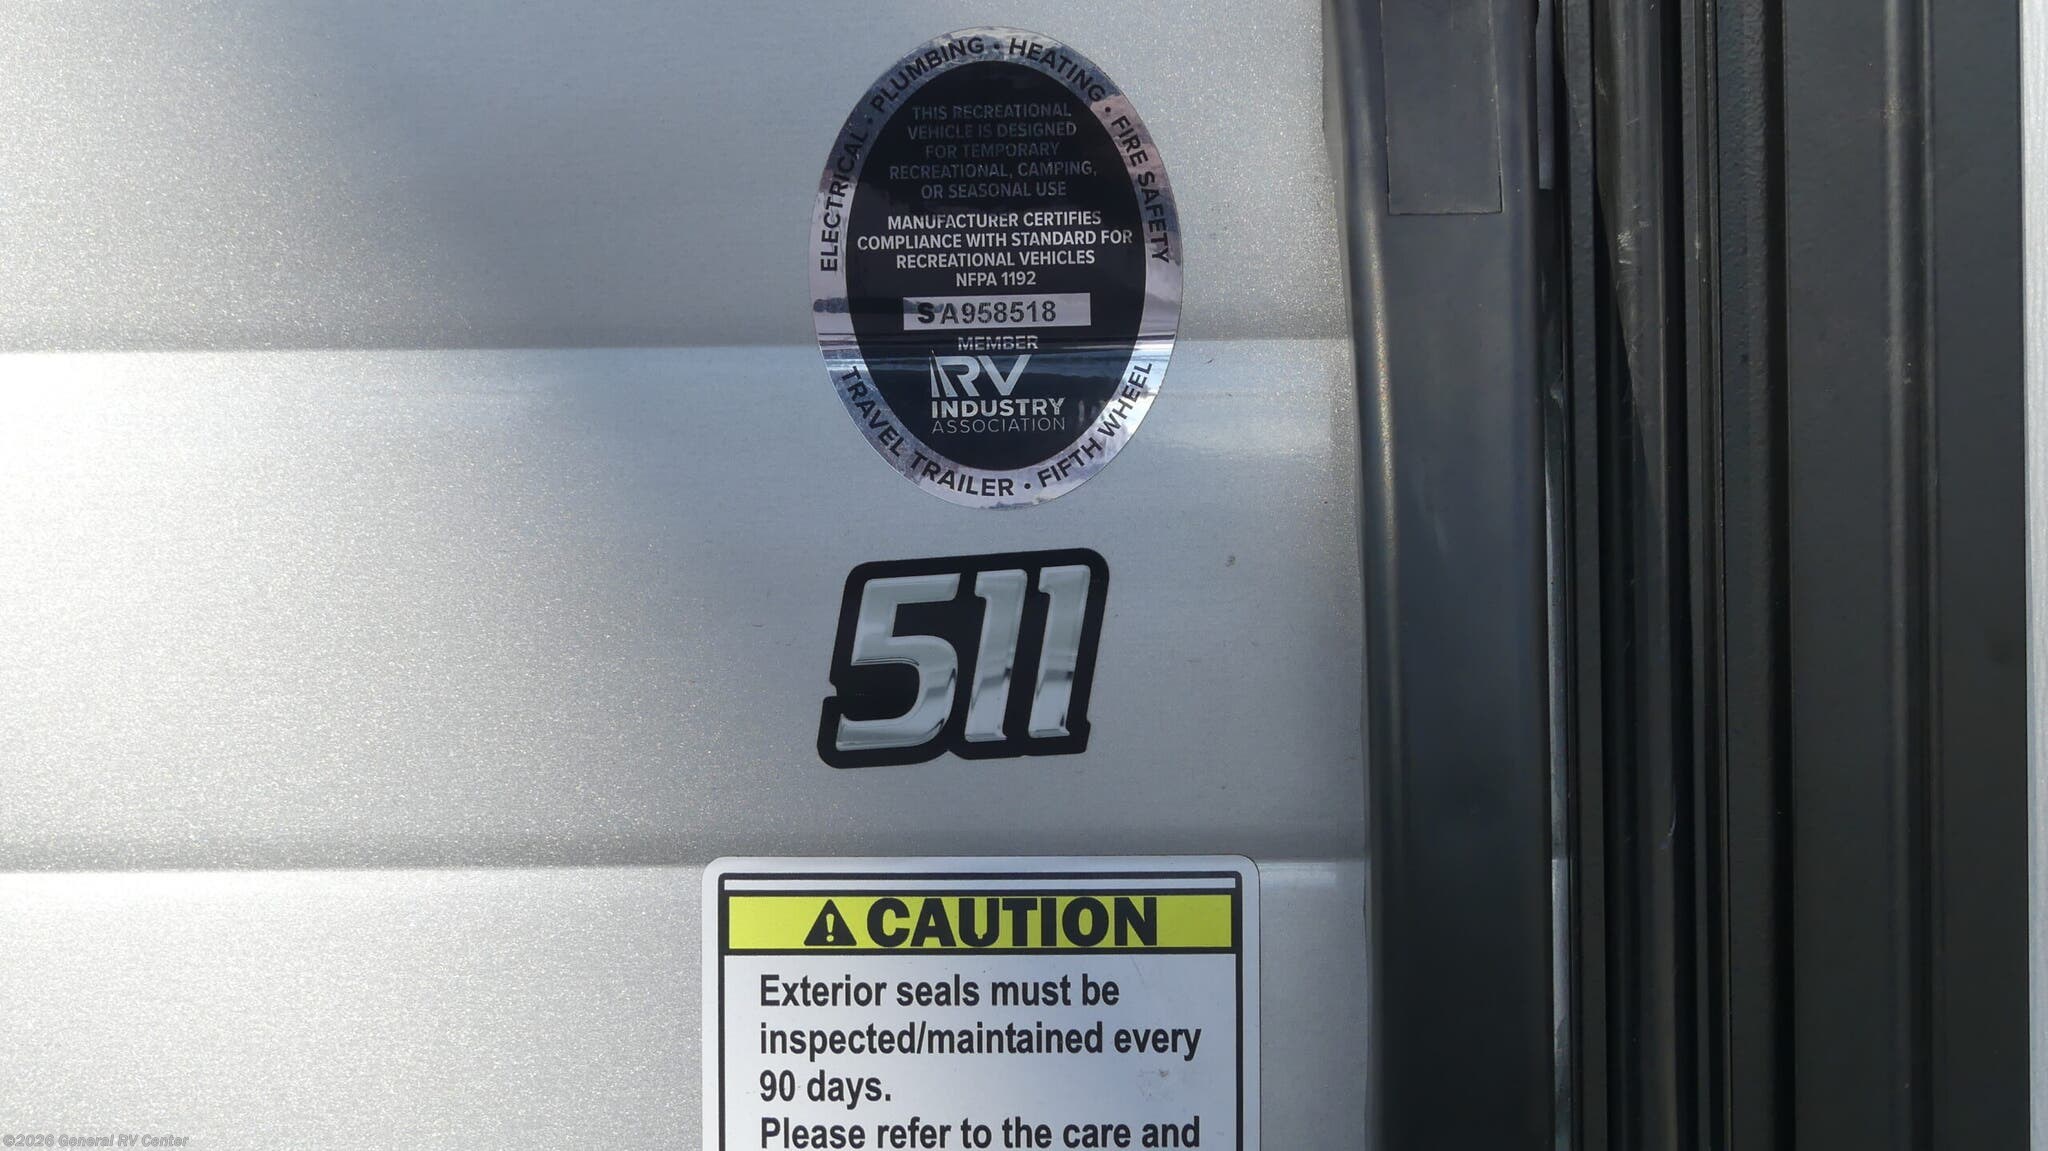 ELECTRICAL • PLUMBING • HEATING • FIRE SAFETY
THIS RECREATIONAL
VEHICLE IS DESIGNED
FOR TEMPORARY
RECREATIONAL, CAMPING,
OR SEASONAL USE
MANUFACTURER CERTIFIES
COMPLIANCE WITH STANDARD FOR
RECREATIONAL VEHICLES
NFPA 1192
SA958518
MEMBER
RV
INDUSTRY
ASSOCIATION
TRAVEL TRAILER • FIFTH WHEEL
511
CAUTION
Exterior seals must be
inspected/maintained every
90 days.
Please refer to the care and
©2026 General RV Center